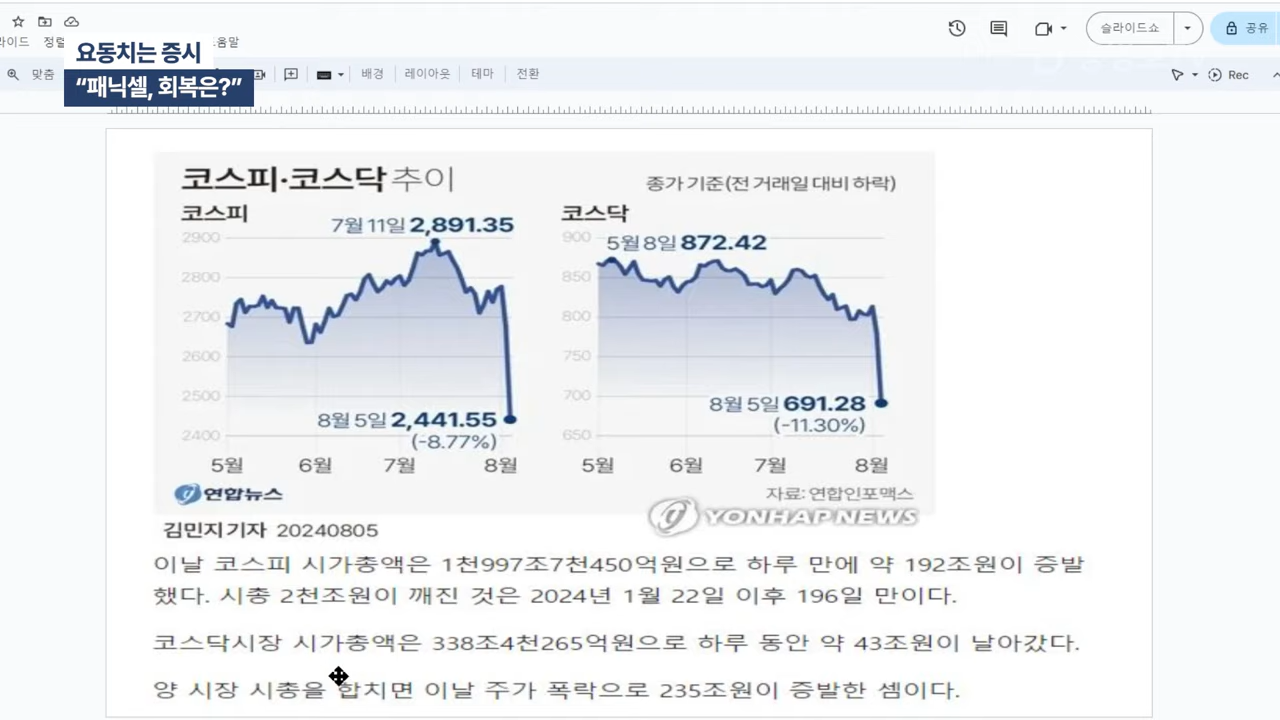 라이드
정렬
도움말
요동치는 증시
“패닉셀, 회복은?”
슬라이드쇼
공유
맞춤
배경
레이아웃
테마
전환
Rec
코스피·코스닥 추이
종가 기준(전 거래일 대비 하락)
코스피
7월 11일 2,891.35
2900
2800
2700
2600
2500
2400
8월 5일 2,441.55
(-8.77%)
5월 6월 7월 8월
코스닥
900
5월 8일 872.42
850
800
750
700
650
8월 5일 691.28
(-11.30%)
5월 6월 7월 8월
연합뉴스
자료: 연합인포맥스
YONHAP NEWS
김민지 기자 20240805
이날 코스피 시가총액은 1천997조7천450억원으로 하루 만에 약 192조원이 증발
했다. 시총 2천조원이 깨진 것은 2024년 1월 22일 이후 196일 만이다.
코스닥시장 시가총액은 338조4천265억원으로 하루 동안 약 43조원이 날아갔다.
양 시장 시총을 합치면 이날 주가 폭락으로 235조원이 증발한 셈이다.